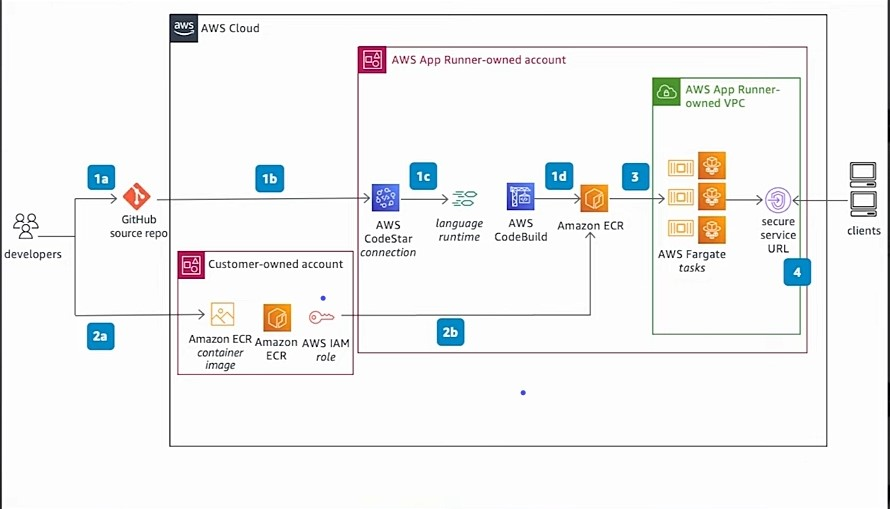 aws
AWS Cloud
AWS App Runner-owned account
AWS App Runner-
owned VPC
1a
1b
1c
1d
3
GitHub
source repo
AWS
CodeStar
connection
language
runtime
AWS
CodeBuild
Amazon ECR
AWS Fargate
tasks
secure
service
URL
4
clients
developers
Customer-owned account
2a
Amazon ECR
container
image
Amazon
ECR
AWS IAM
role
2b